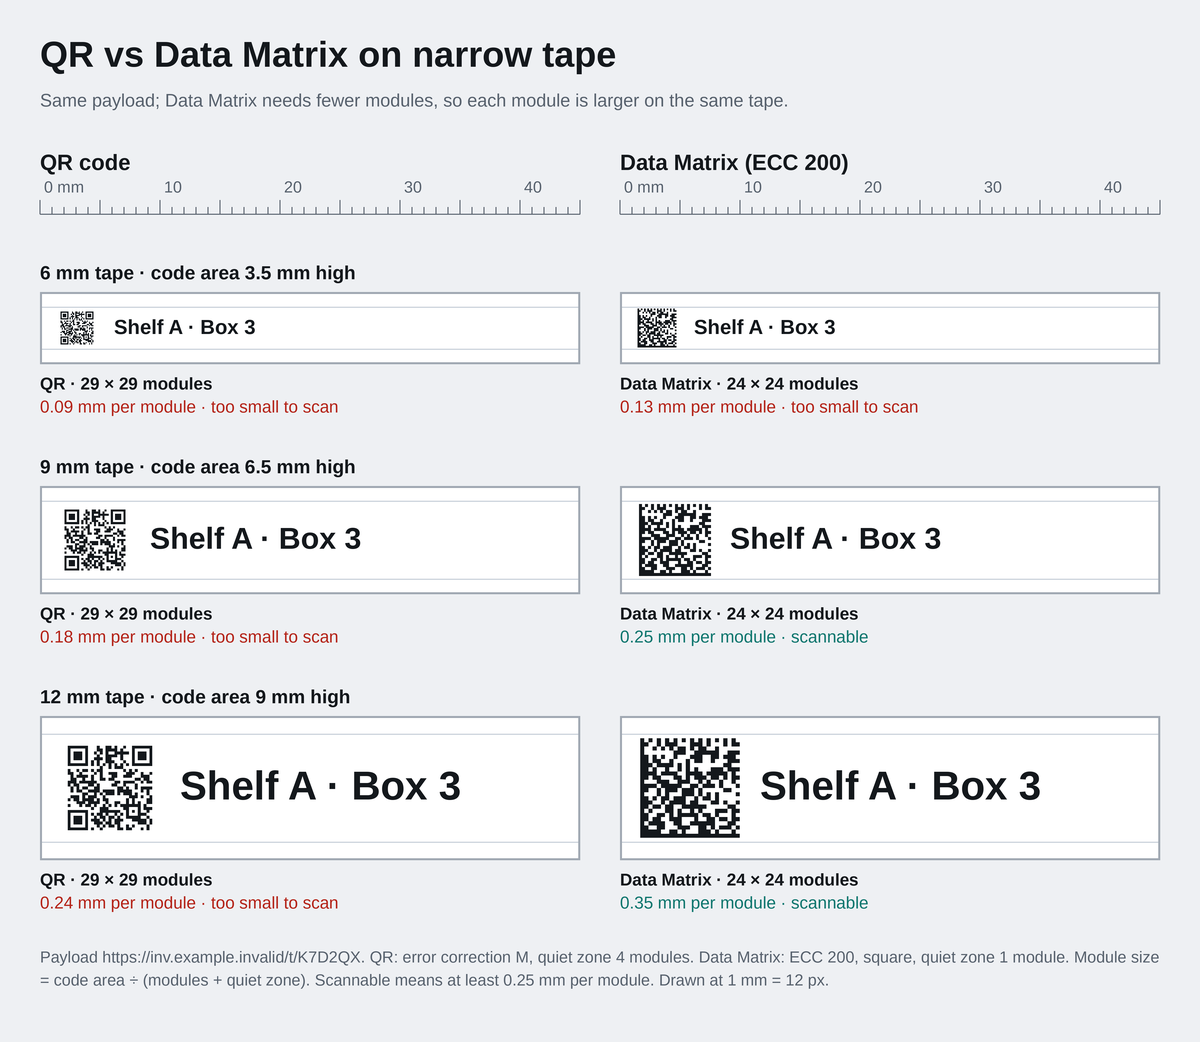 QR vs Data Matrix on narrow tape
Same payload; Data Matrix needs fewer modules, so each module is larger on the same tape.
QR code
0 mm 10 20 30 40
Data Matrix (ECC 200)
0 mm 10 20 30 40
6 mm tape · code area 3.5 mm high
Shelf A · Box 3
QR · 29 × 29 modules
0.09 mm per module · too small to scan
Shelf A · Box 3
Data Matrix · 24 × 24 modules
0.13 mm per module · too small to scan
9 mm tape · code area 6.5 mm high
Shelf A · Box 3
QR · 29 × 29 modules
0.18 mm per module · too small to scan
Shelf A · Box 3
Data Matrix · 24 × 24 modules
0.25 mm per module · scannable
12 mm tape · code area 9 mm high
Shelf A · Box 3
QR · 29 × 29 modules
0.24 mm per module · too small to scan
Shelf A · Box 3
Data Matrix · 24 × 24 modules
0.35 mm per module · scannable
Payload https://inv.example.invalid/t/K7D2QX. QR: error correction M, quiet zone 4 modules. Data Matrix: ECC 200, square, quiet zone 1 module. Module size
= code area ÷ (modules + quiet zone). Scannable means at least 0.25 mm per module. Drawn at 1 mm = 12 px.